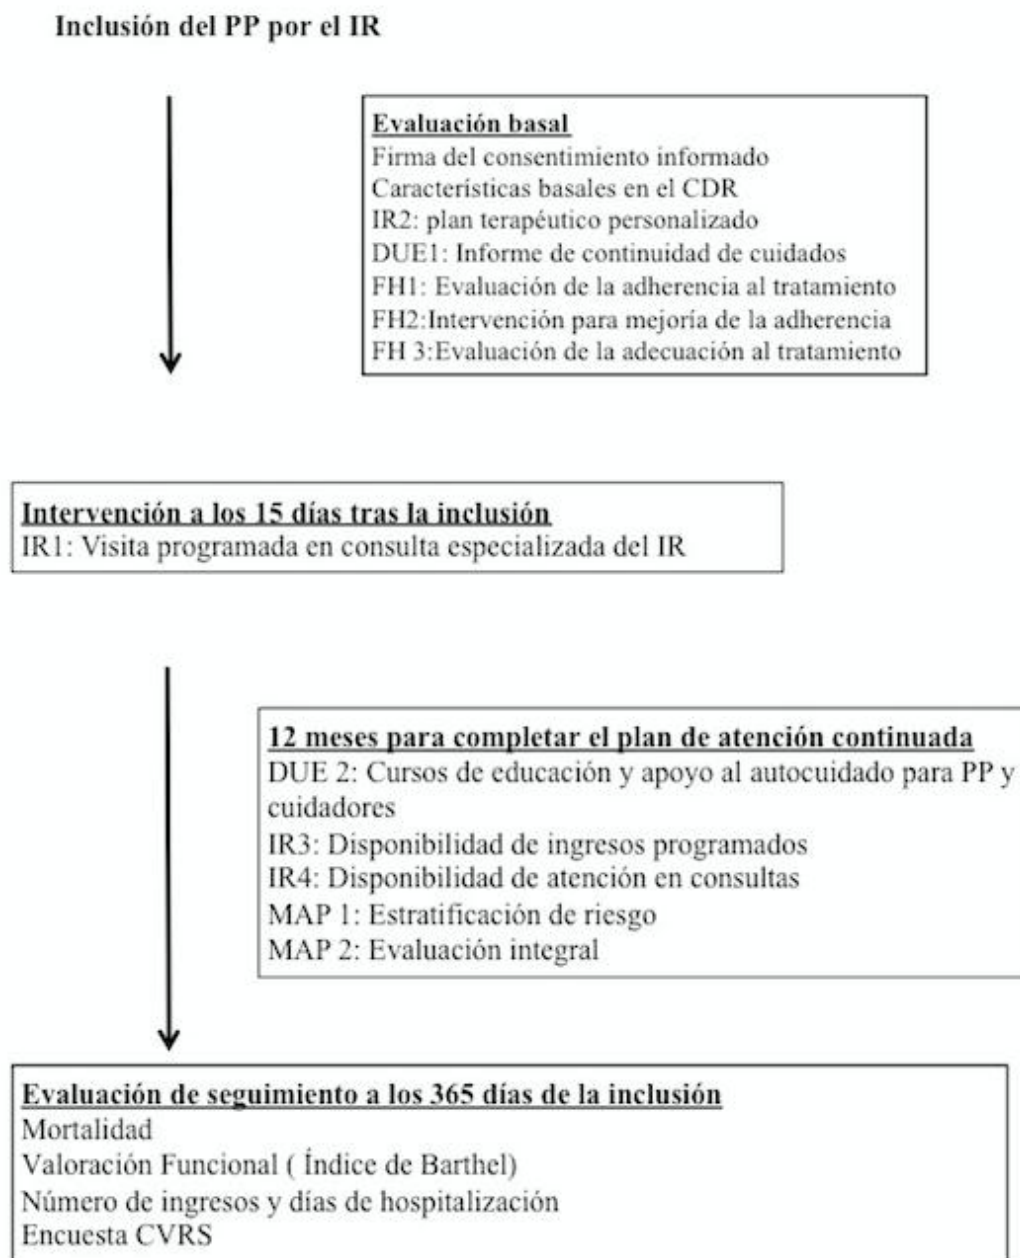 Inclusión del PP por el IR
Evaluación basal
Firma del consentimiento informado
Características basales en el CDR
IR2: plan terapéutico personalizado
DUE1: Informe de continuidad de cuidados
FH1: Evaluación de la adherencia al tratamiento
FH2:Intervención para mejoría de la adherencia
FH 3:Evaluación de la adecuación al tratamiento
Intervención a los 15 días tras la inclusión
IR1: Visita programada en consulta especializada del IR
12 meses para completar el plan de atención continuada
DUE 2: Cursos de educación y apoyo al autocuidado para PP y
cuidadores
IR3: Disponibilidad de ingresos programados
IR4: Disponibilidad de atención en consultas
MAP 1: Estratificación de riesgo
MAP 2: Evaluación integral
Evaluación de seguimiento a los 365 días de la inclusión
Mortalidad
Valoración Funcional ( Índice de Barthel)
Número de ingresos y días de hospitalización
Encuesta CVRS